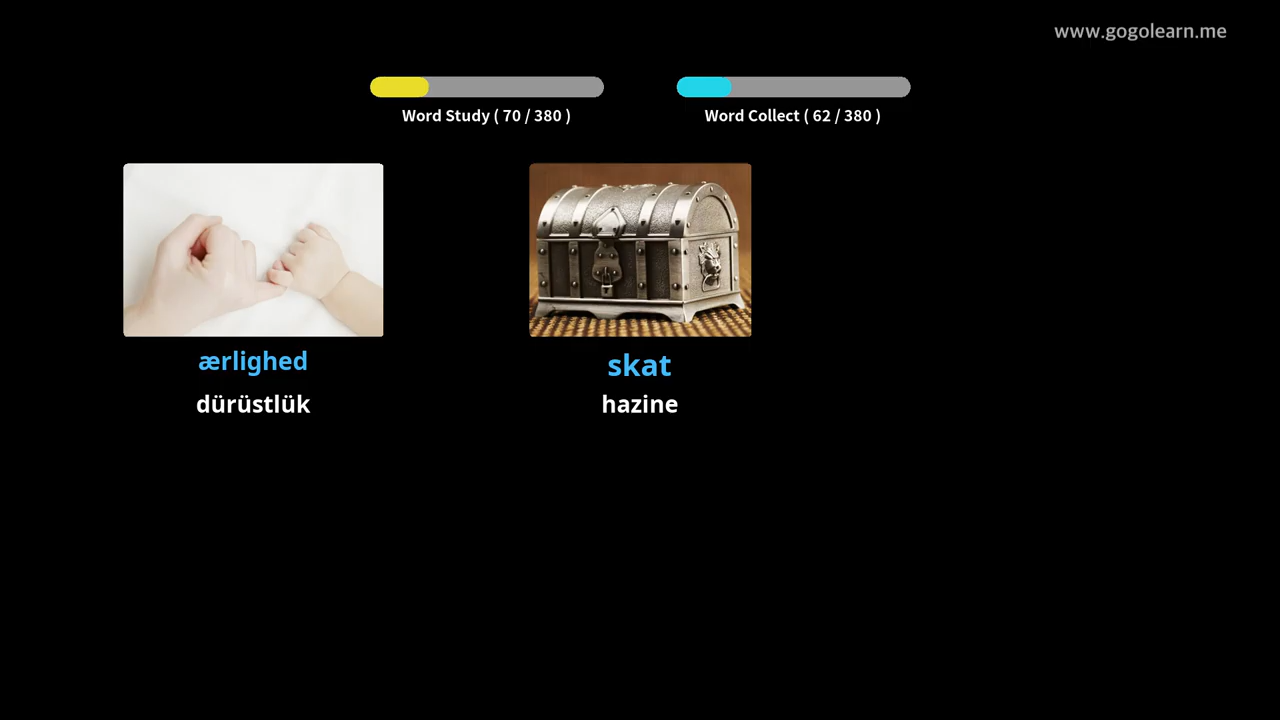 www.gogolearn.me
Word Study ( 70 / 380 )
Word Collect ( 62 / 380 )
ærlighed
skat
dürüstlük
hazine